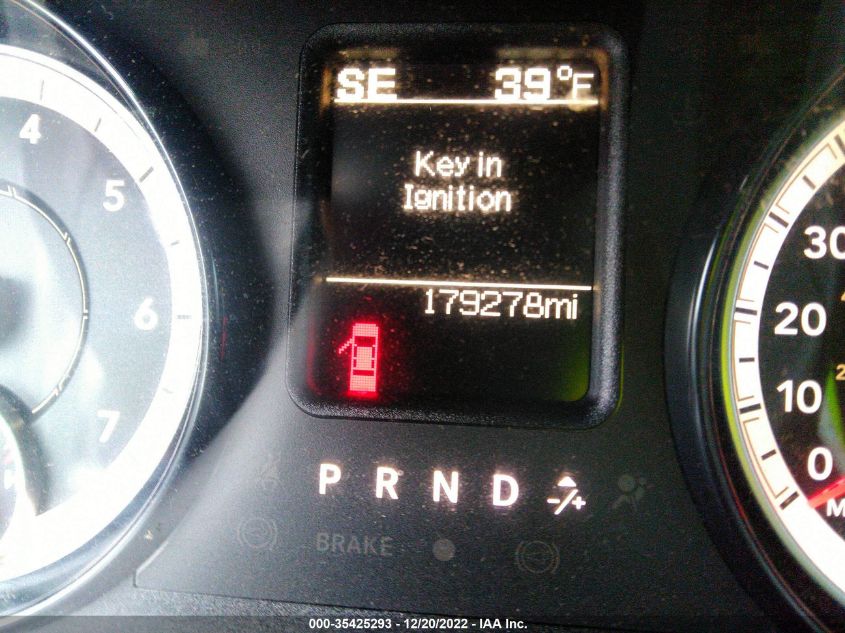 SE 39°F
Key in
Ignition
179278mi
4
5
6
7
30
20
10
0
P R N D -/+
BRAKE
000-35425293 - 12/20/2022 - IAA Inc.